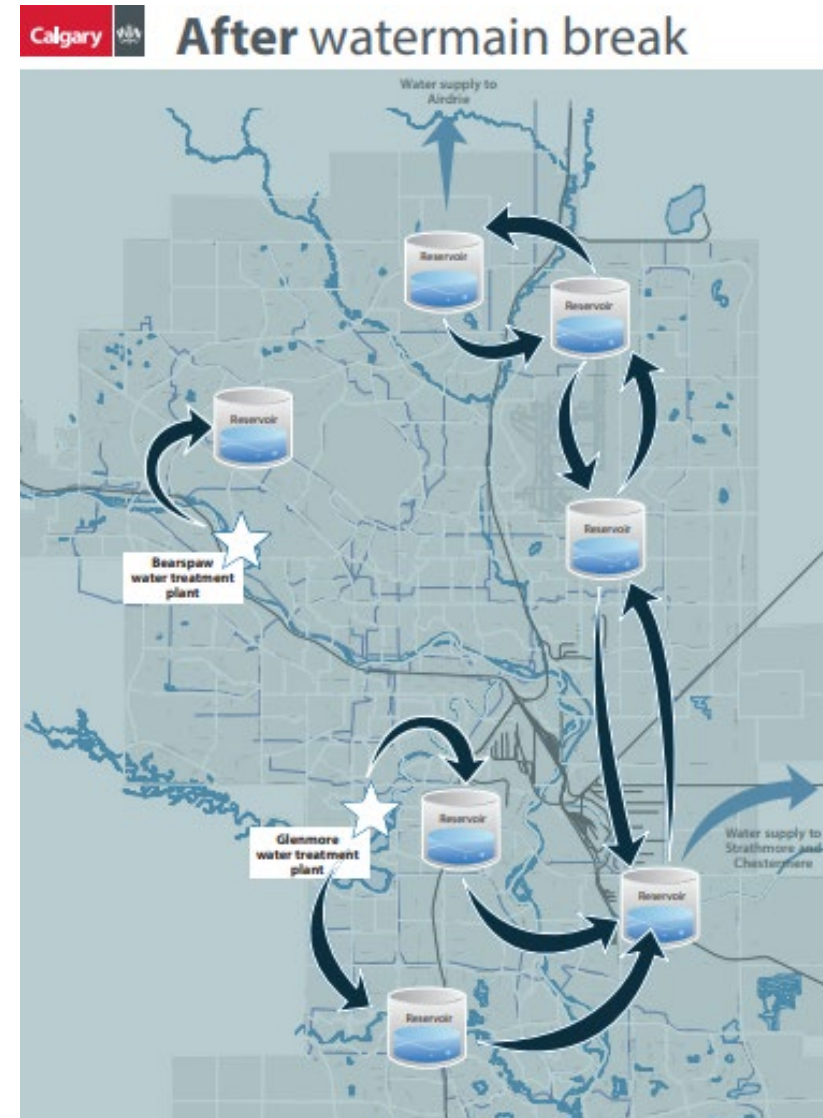 Calgary
After watermain break
Water supply to
Airdrie
Reservoir
Reservoir
Reservoir
Reservoir
Bearspaw
water treatment
plant
Reservoir
Glenmore
water treatment
plant
Water supply to
Strathmore and
Chestermere
Reservoir
Reservoir